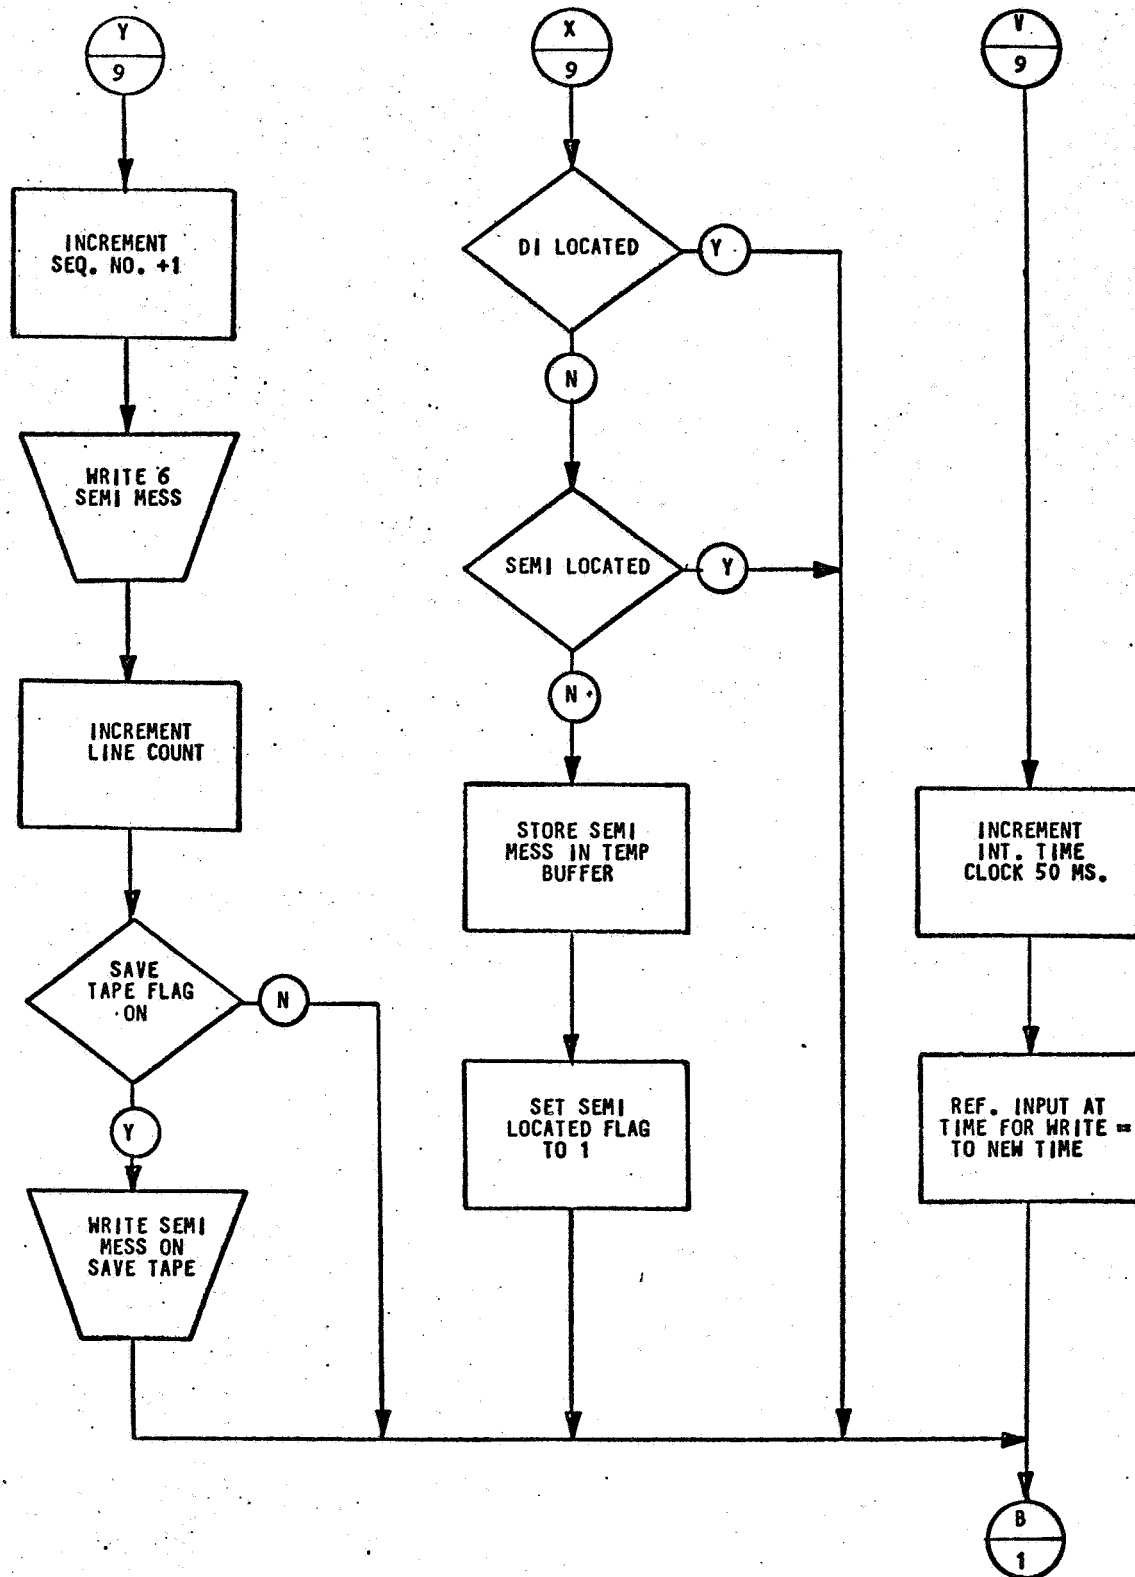 Y
9
INCREMENT
SEQ. NO. +1
WRITE 6
SEMI MESS
INCREMENT
LINE COUNT
SAVE
TAPE FLAG
ON
N
Y
WRITE SEMI
MESS ON
SAVE TAPE
X
9
DI LOCATED
Y
N
SEMI LOCATED
Y
N
STORE SEMI
MESS IN TEMP
BUFFER
SET SEMI
LOCATED FLAG
TO 1
V
9
INCREMENT
INT. TIME
CLOCK 50 MS.
REF. INPUT AT
TIME FOR WRITE =
TO NEW TIME
B
1